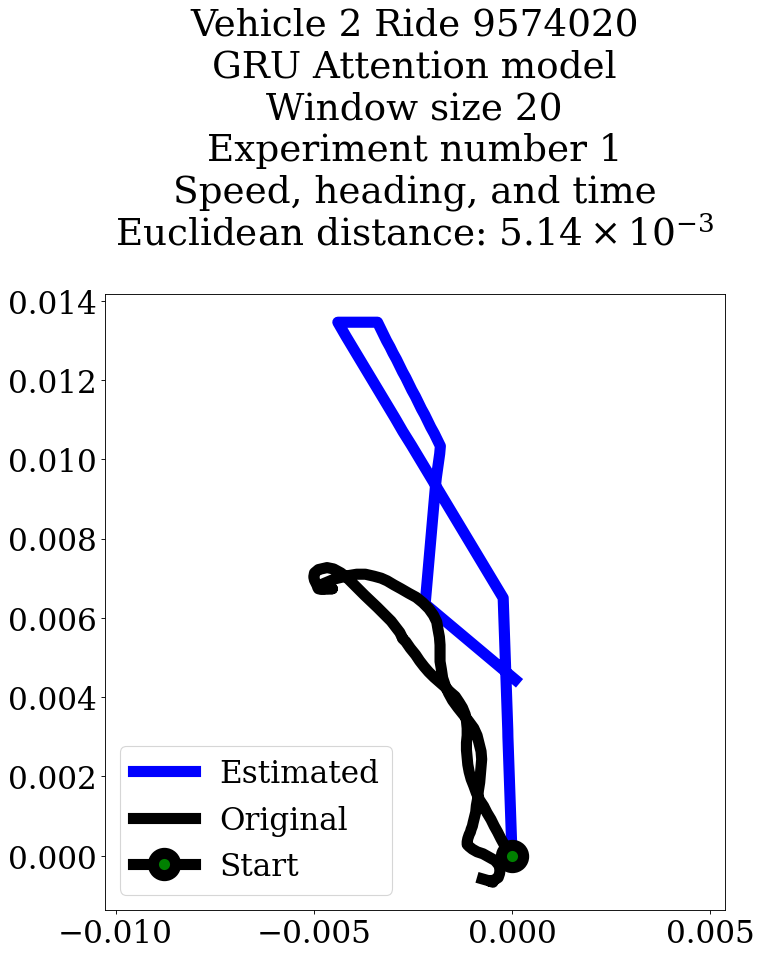 Vehicle 2 Ride 9574020
GRU Attention model
Window size 20
Experiment number 1
Speed, heading, and time
Euclidean distance: 5.14 × 10⁻³
0.014
0.012
0.010
0.008
0.006
0.004
0.002
0.000
Estimated
Original
Start
−0.010 −0.005 0.000 0.005